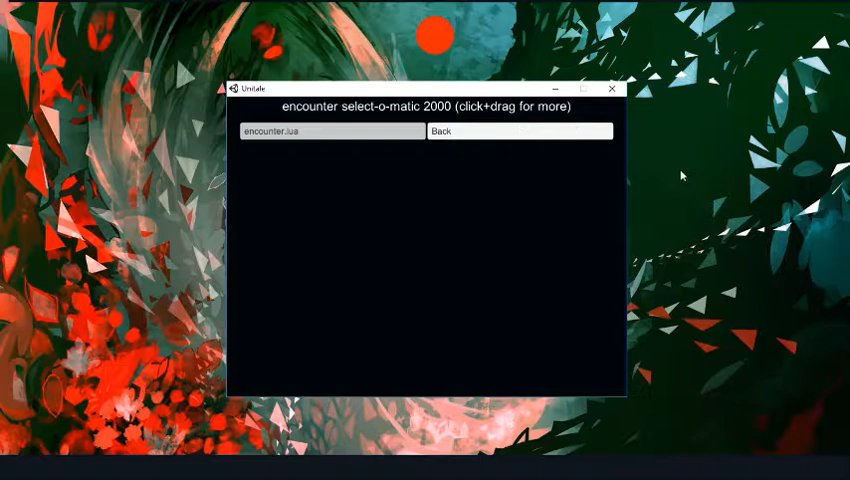 Unitale
encounter select-o-matic 2000 (click+drag for more)
encounter.lua
Back